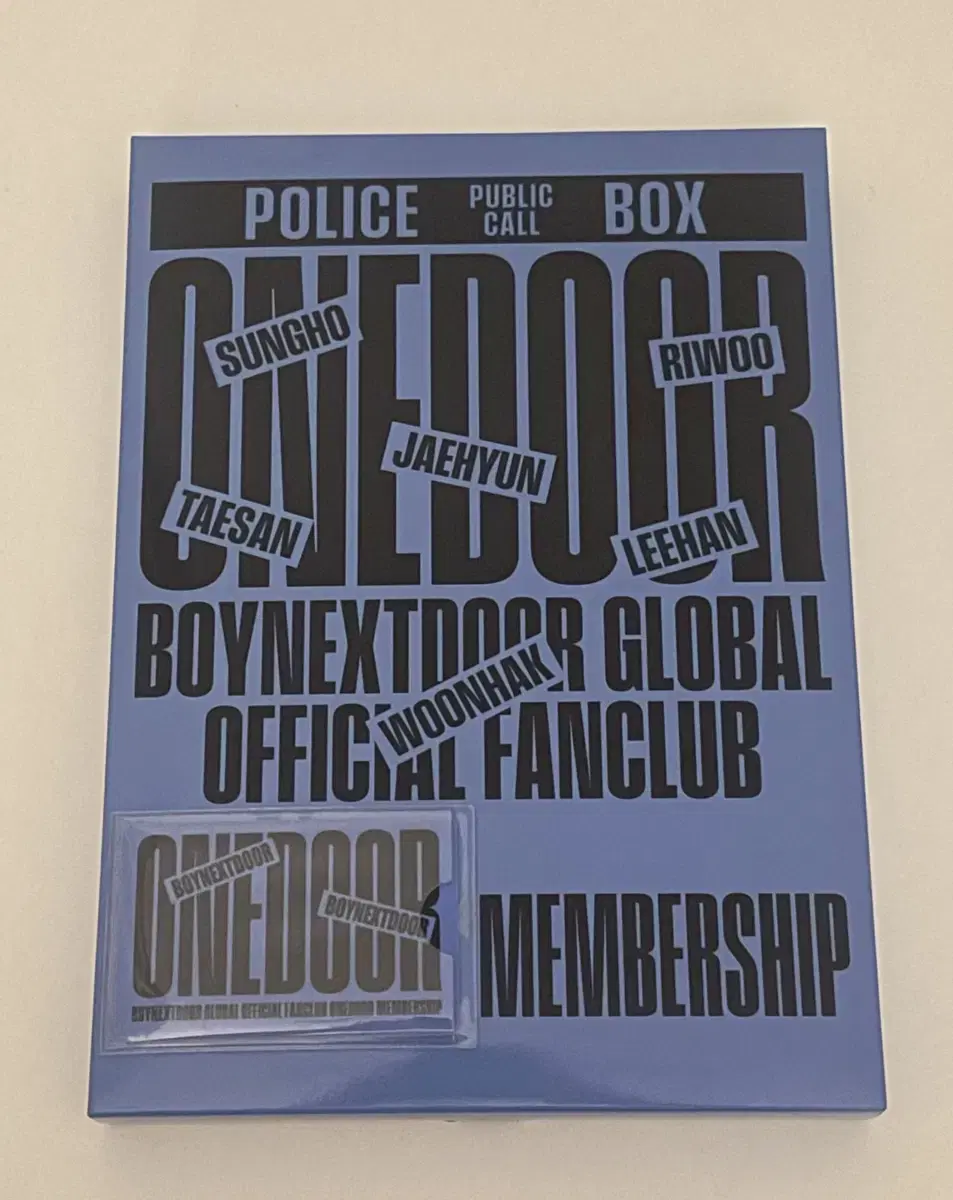 POLICE PUBLIC CALL BOX
ONEDOOR
SUNGHO
RIWOO
JAEHYUN
TAESAN
LEEHAN
BOYNEXTDOOR GLOBAL
WOONHAK
OFFICIAL FANCLUB
ONEDOOR
BOYNEXTDOOR
BOYNEXTDOOR
BOYNEXTDOOR GLOBAL OFFICIAL FANCLUB ONEDOOR MEMBERSHIP
MEMBERSHIP